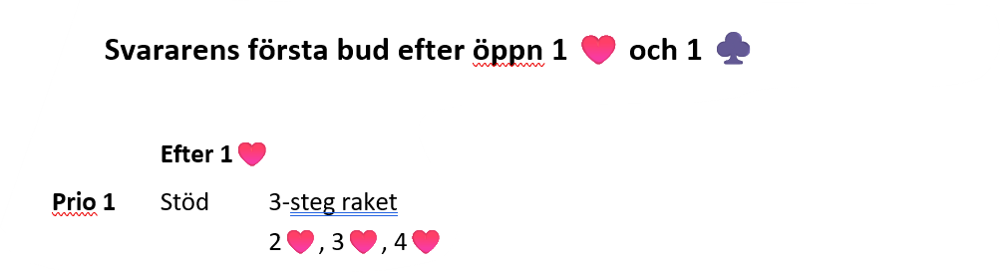 Svararens första bud efter öppn 1 ❤ och 1 ♣
Efter 1❤
Prio 1 Stöd 3-steg raket
2❤, 3❤, 4❤